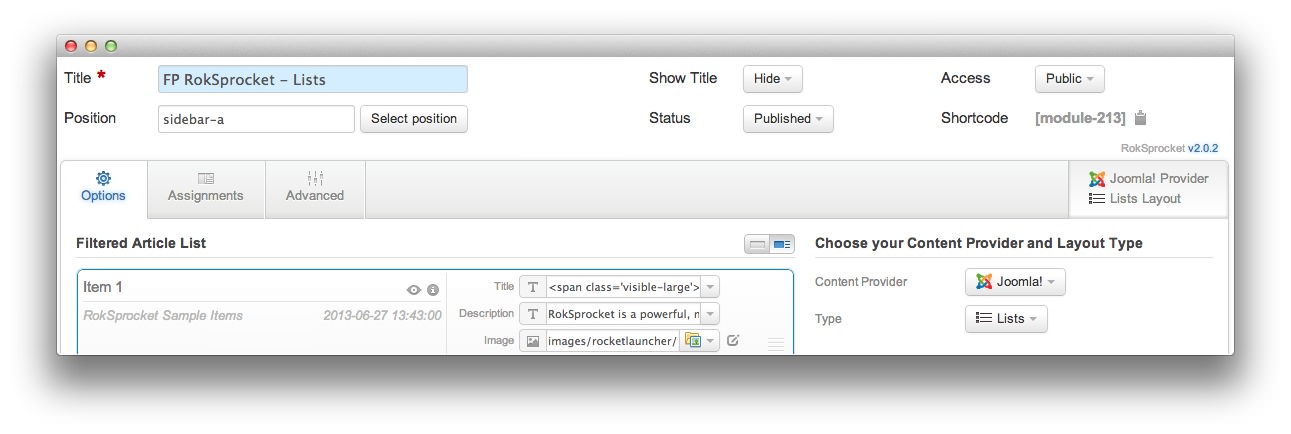 Title * FP RokSprocket – Lists Show Title Hide Access Public
Position sidebar-a Select position Status Published Shortcode [module-213]
RokSprocket v2.0.2
Options Assignments Advanced
Joomla! Provider
Lists Layout
Filtered Article List
Item 1
RokSprocket Sample Items 2013-06-27 13:43:00
Title <span class='visible-large'>
Description RokSprocket is a powerful,
Image images/rocketlauncher/
Choose your Content Provider and Layout Type
Content Provider Joomla!
Type Lists